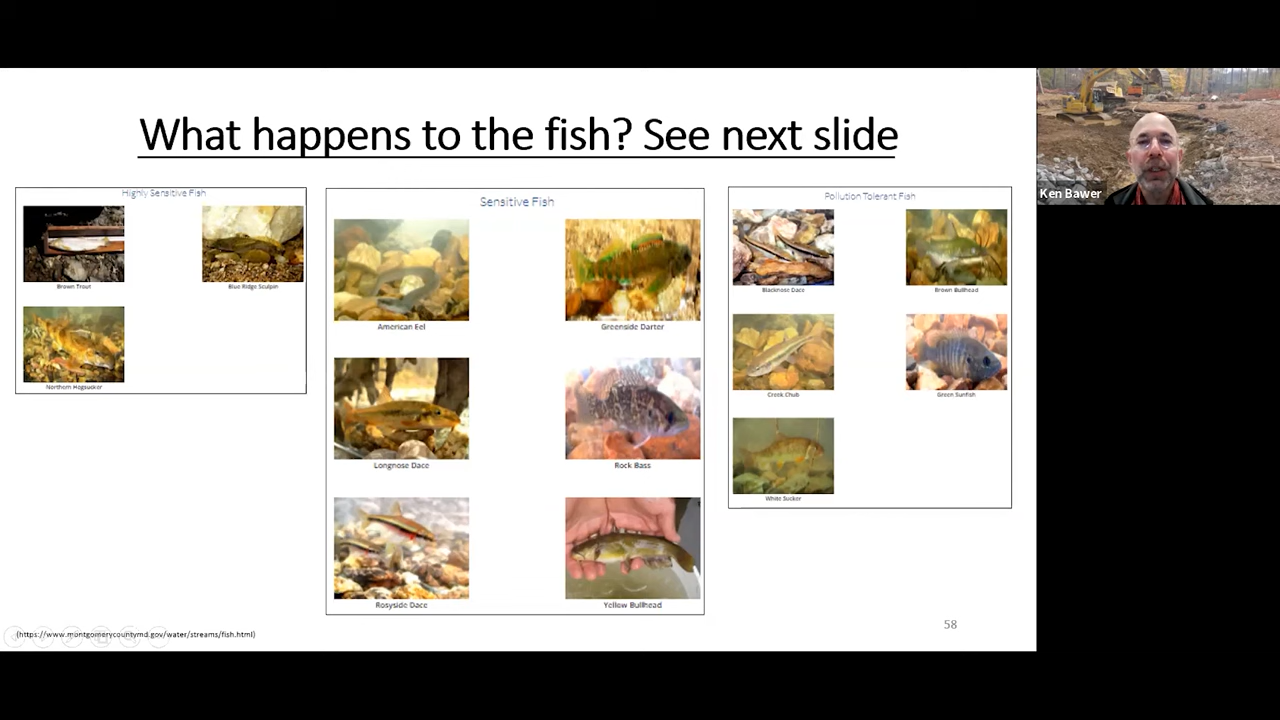 What happens to the fish? See next slide
Highly Sensitive Fish
Brown Trout
Blue Ridge Sculpin
Northern Hogsucker
Sensitive Fish
American Eel
Greenside Darter
Longnose Dace
Rock Bass
Rosyside Dace
Yellow Bullhead
Pollution Tolerant Fish
Blacknose Dace
Brown Bullhead
Creek Chub
Green Sunfish
White Sucker
(https://www.montgomerycountymd.gov/water/streams/fish.html)
58
Ken Bawer